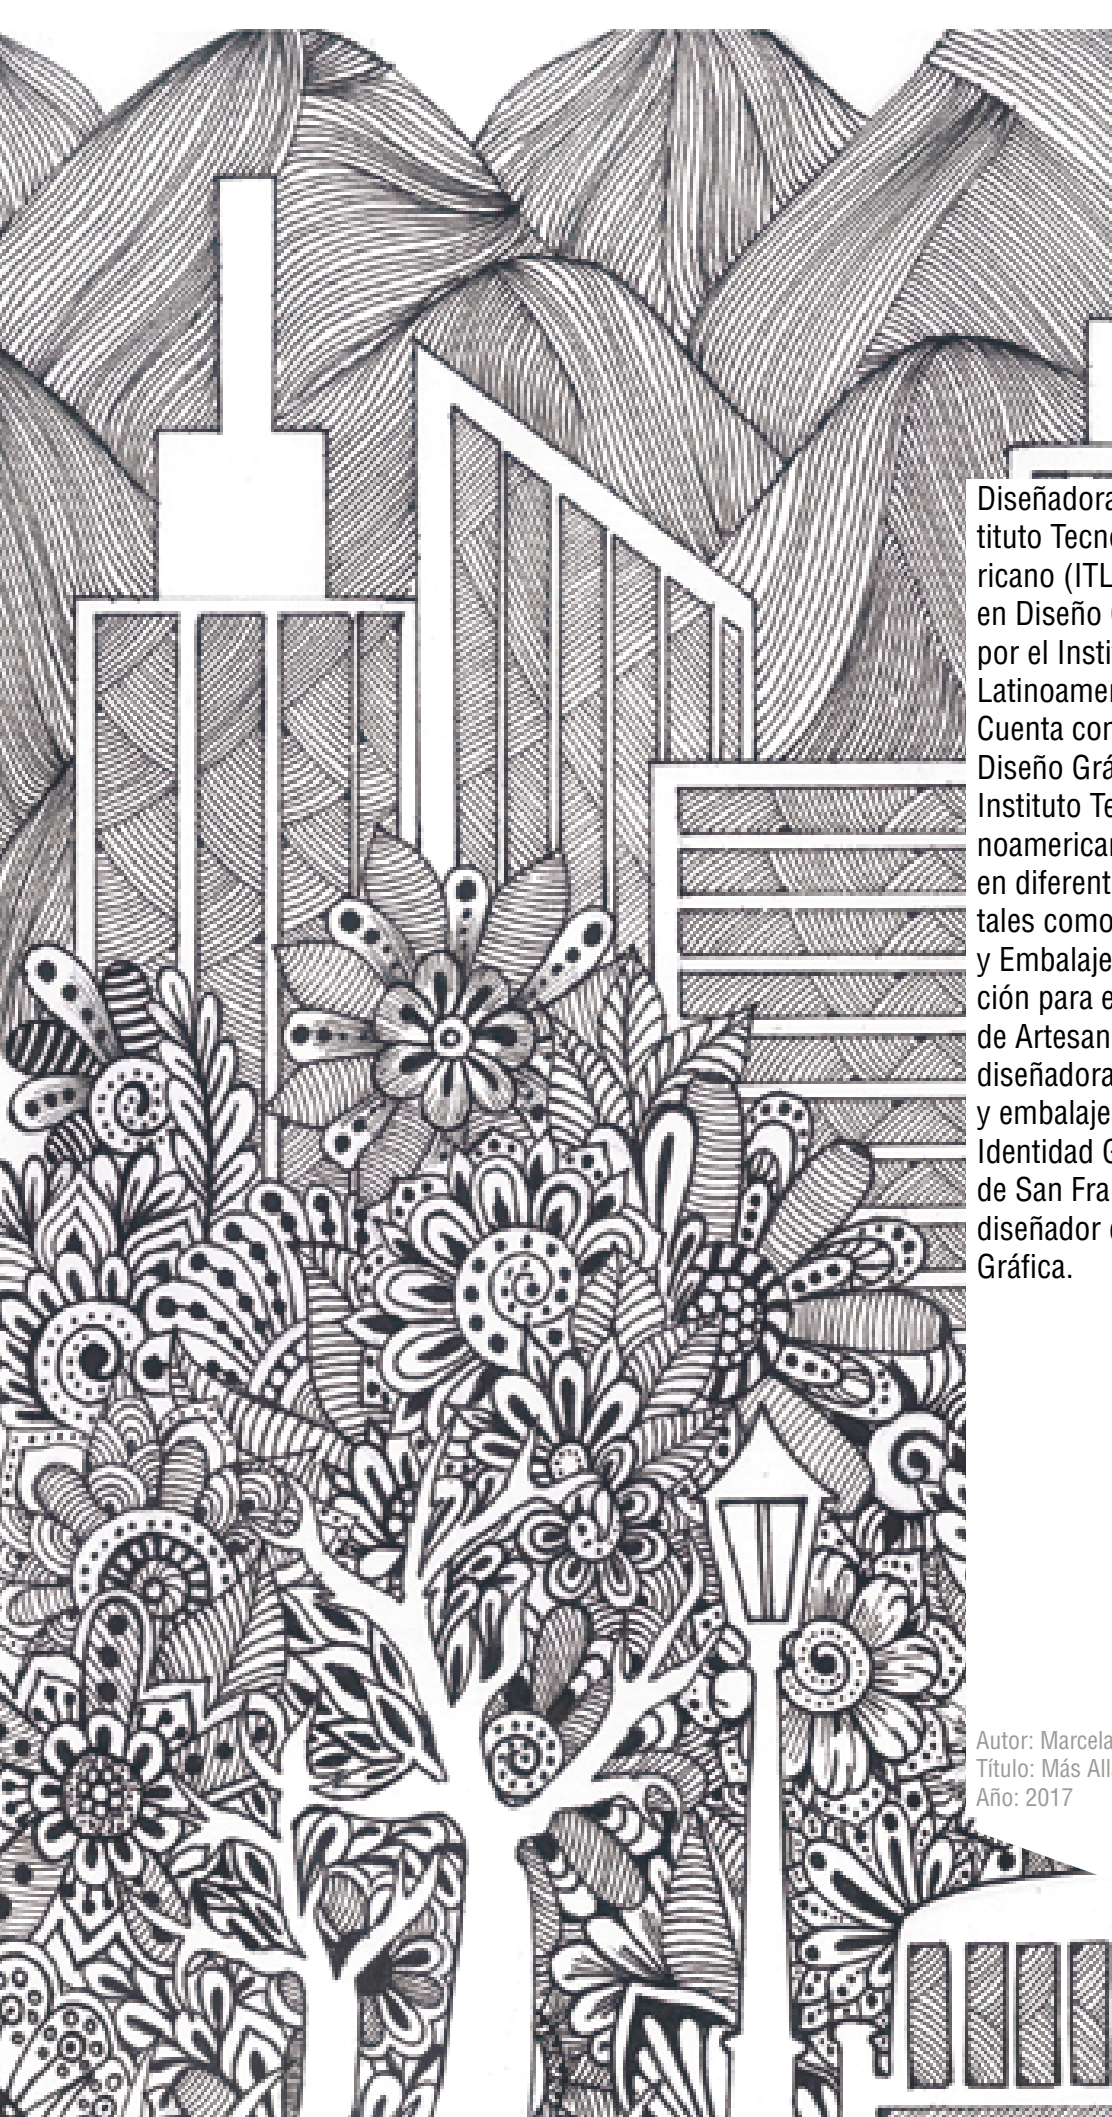 Diseñadora
tituto Tecn
ricano (ITL
en Diseño
por el Insti
Latinoamer
Cuenta con
Diseño Grá
Instituto Te
noamerican
en diferent
tales como
y Embalaje
ción para e
de Artesan
diseñadora
y embalaje
Identidad G
de San Fra
diseñador
Gráfica.
Autor: Marcela
Título: Más All
Año: 2017